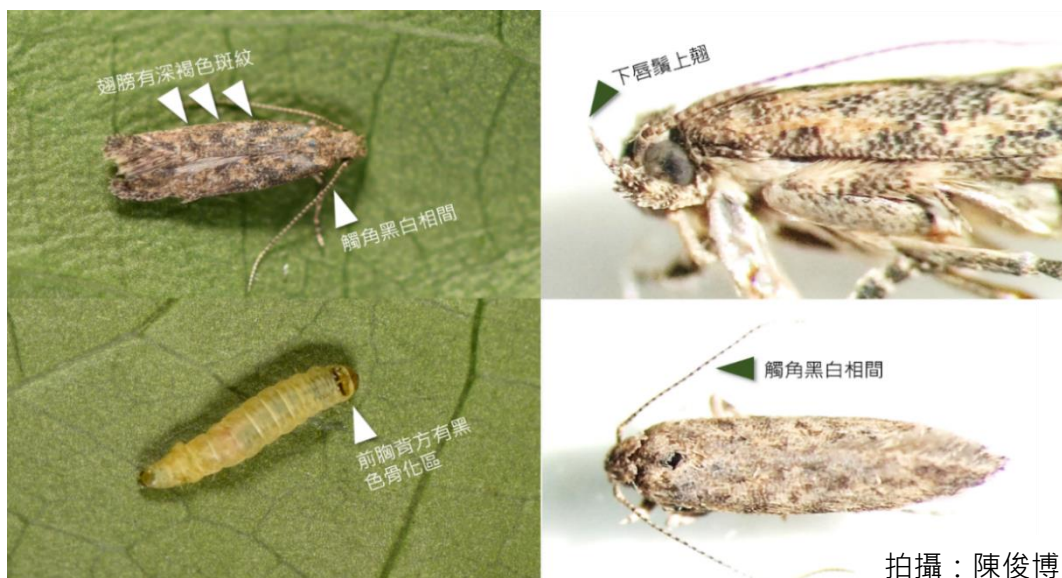 翅膀有深褐色斑紋
觸角黑白相間
下唇鬚上翹
前胸背方有黑
色骨化區
觸角黑白相間
拍攝：陳俊博